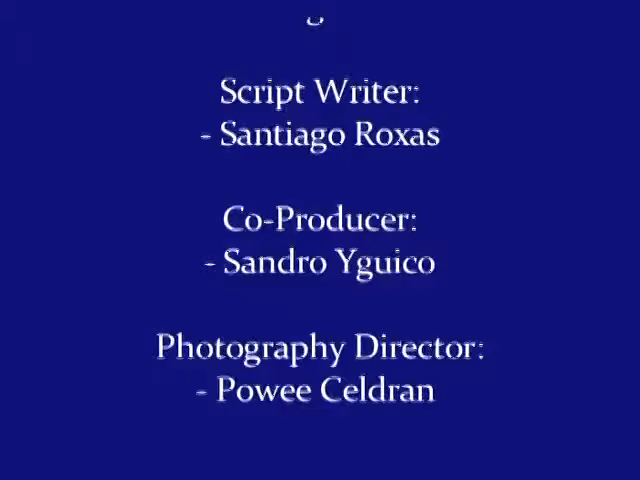 Script Writer:
- Santiago Roxas
Co-Producer:
- Sandro Yguico
Photography Director:
- Powee Celdran